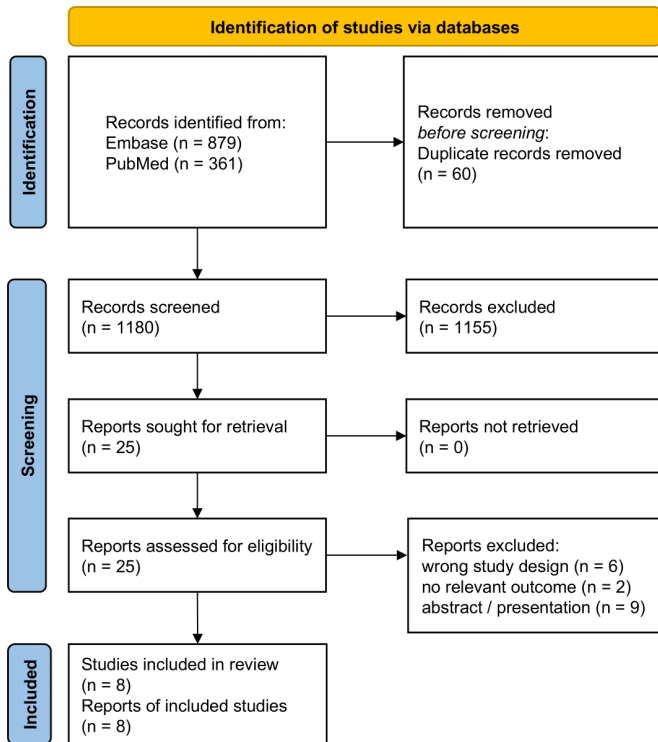 Identification of studies via databases
Identification
Records identified from:
Embase (n = 879)
PubMed (n = 361)
Records removed
before screening:
Duplicate records removed
(n = 60)
Screening
Records screened
(n = 1180)
Records excluded
(n = 1155)
Reports sought for retrieval
(n = 25)
Reports not retrieved
(n = 0)
Reports assessed for eligibility
(n = 25)
Reports excluded:
wrong study design (n = 6)
no relevant outcome (n = 2)
abstract / presentation (n = 9)
Included
Studies included in review
(n = 8)
Reports of included studies
(n = 8)